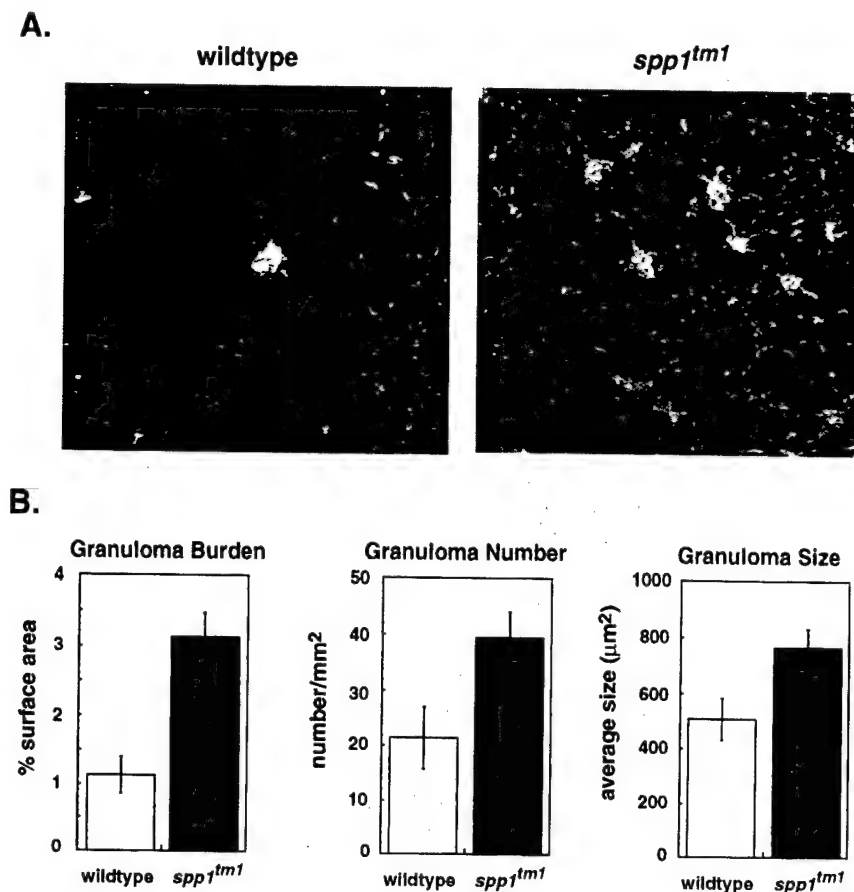 A.
wildtype
spp1tm1
B.
Granuloma Burden
% surface area
4
3
2
1
0
wildtype
spp1tm1
Granuloma Number
number/mm2
50
40
30
20
10
0
wildtype
spp1tm1
Granuloma Size
average size (μm2)
1000
800
600
400
200
0
wildtype
spp1tm1